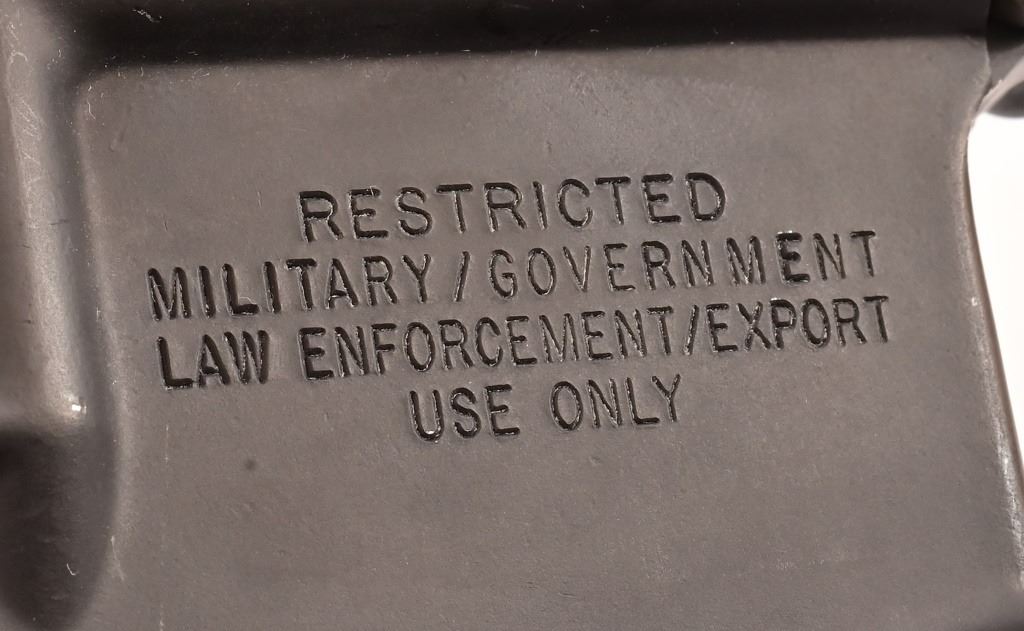 RESTRICTED
MILITARY/GOVERNMENT
LAW ENFORCEMENT/EXPORT
USE ONLY